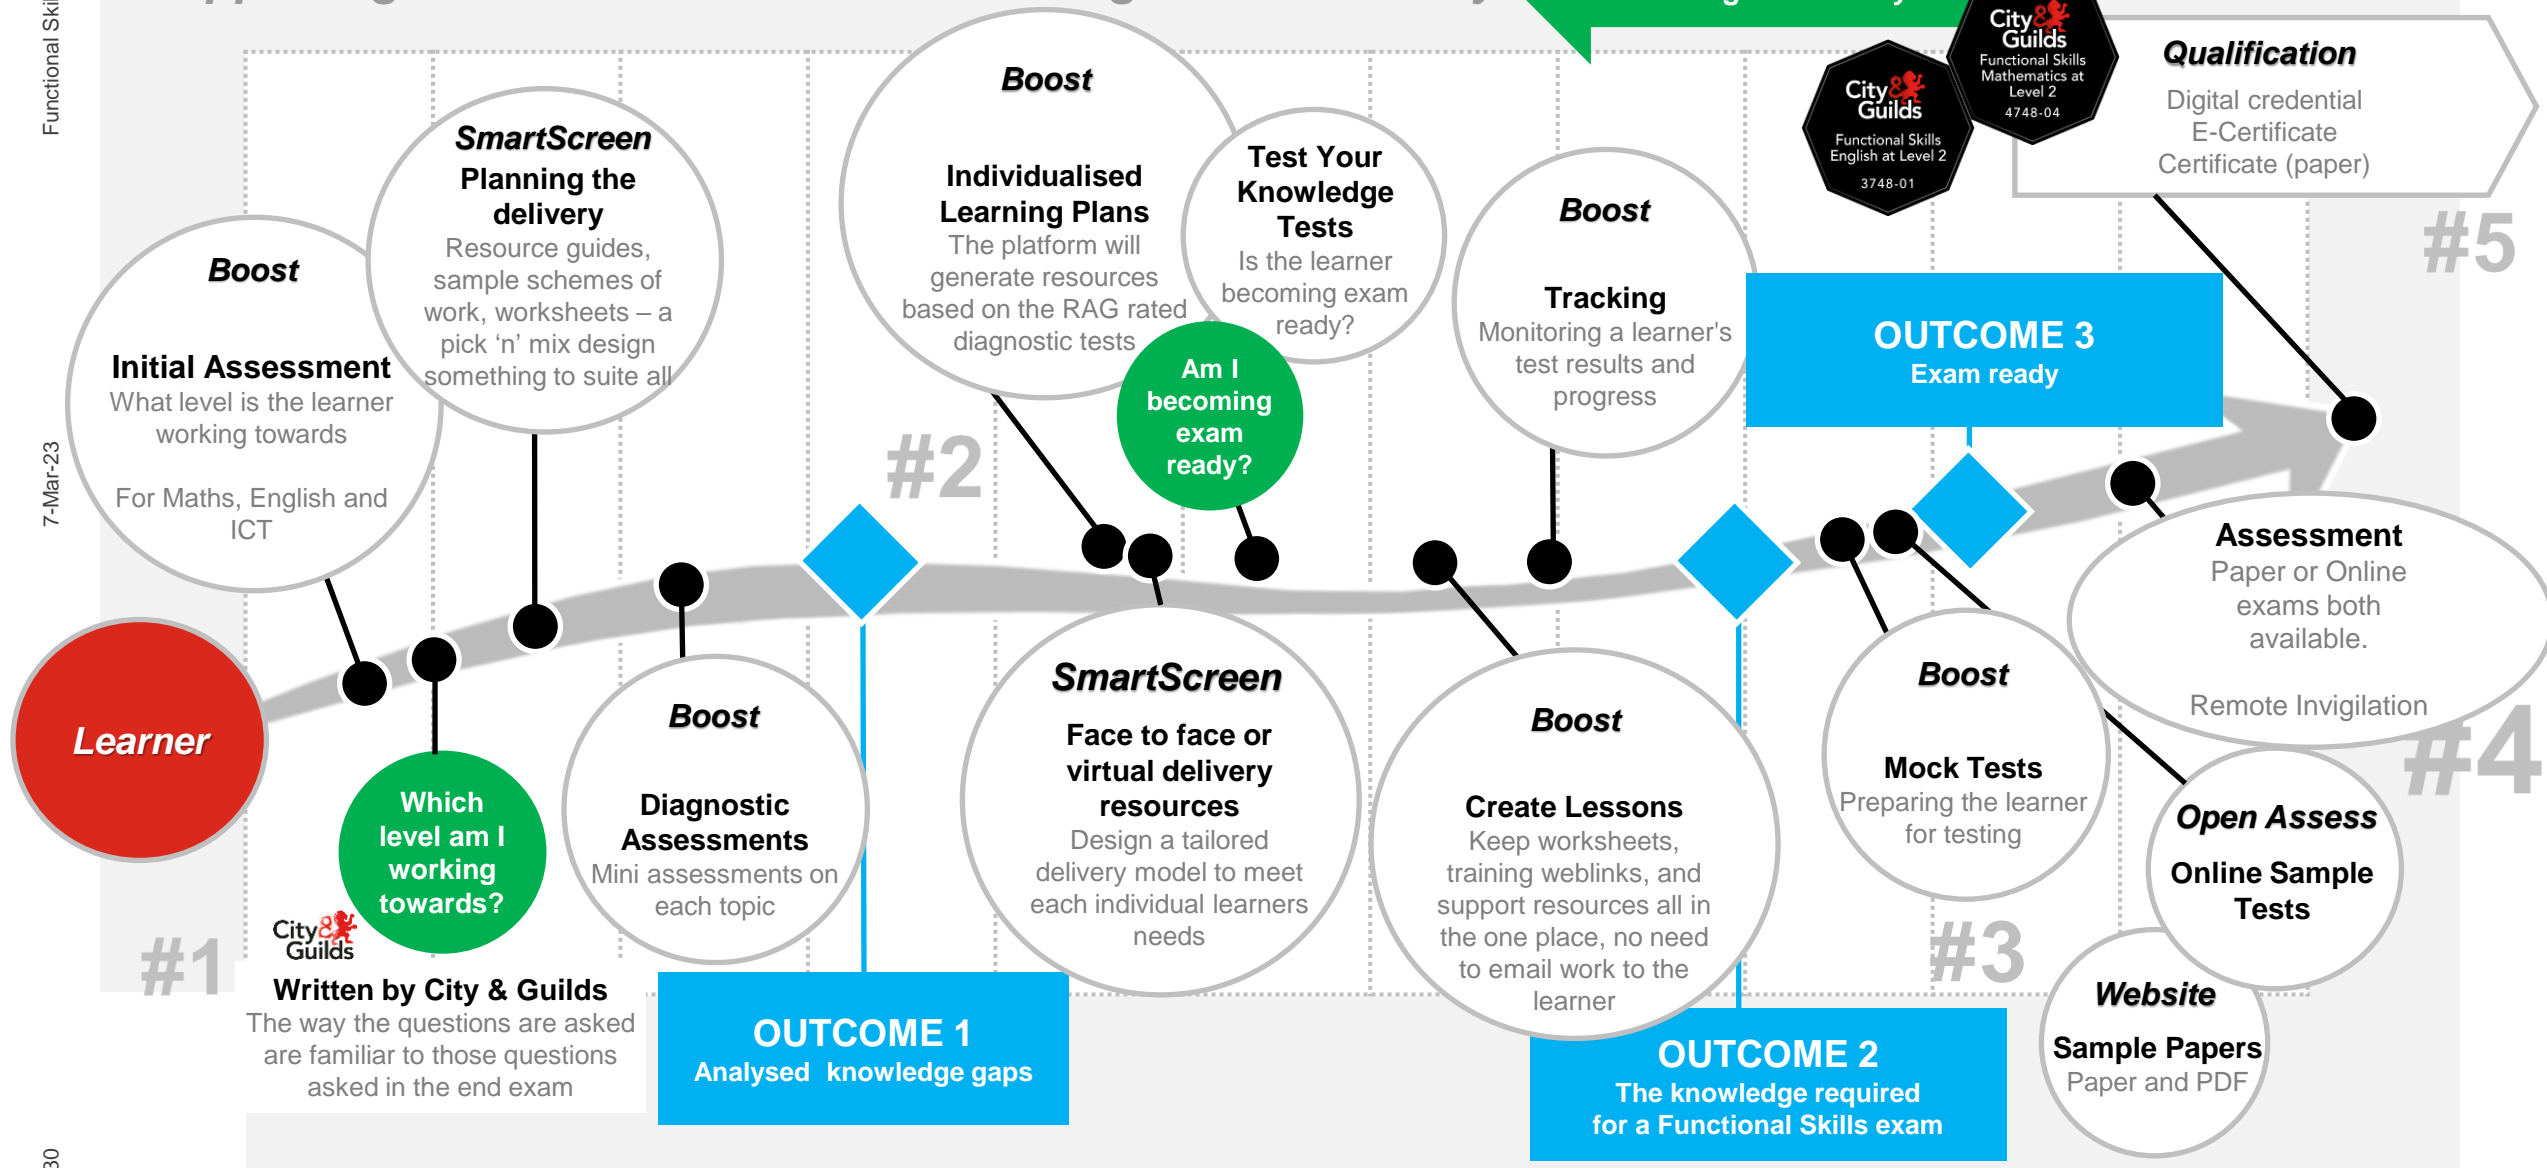 Functional Skil
7-Mar-23
30
Boost
Initial Assessment
What level is the learner
working towards
For Maths, English and
ICT
SmartScreen
Planning the
delivery
Resource guides,
sample schemes of
work, worksheets – a
pick ‘n’ mix design
something to suite all
Boost
Individualised
Learning Plans
The platform will
generate resources
based on the RAG rated
diagnostic tests
Test Your
Knowledge
Tests
Is the learner
becoming exam
ready?
Am I
becoming
exam
ready?
Boost
Tracking
Monitoring a learner's
test results and
progress
City&
Guilds
Functional Skills
English at Level 2
3748-01
City&
Guilds
Functional Skills
Mathematics at
Level 2
4748-04
Qualification
Digital credential
E-Certificate
Certificate (paper)
#5
OUTCOME 3
Exam ready
#2
Learner
Which
level am I
working
towards?
City&
Guilds
#1
Written by City & Guilds
The way the questions are asked
are familiar to those questions
asked in the end exam
Boost
Diagnostic
Assessments
Mini assessments on
each topic
OUTCOME 1
Analysed knowledge gaps
SmartScreen
Face to face or
virtual delivery
resources
Design a tailored
delivery model to meet
each individual learners
needs
Boost
Create Lessons
Keep worksheets,
training weblinks, and
support resources all in
the one place, no need
to email work to the
learner
OUTCOME 2
The knowledge required
for a Functional Skills exam
Boost
Mock Tests
Preparing the learner
for testing
#3
Assessment
Paper or Online
exams both
available.
Remote Invigilation
#4
Open Assess
Online Sample
Tests
Website
Sample Papers
Paper and PDF